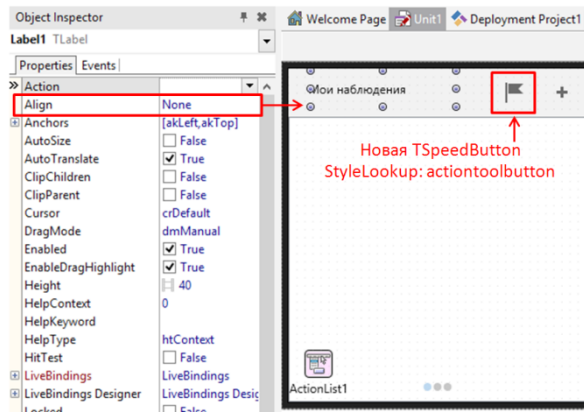 Object Inspector
Label1 TLabel
Properties Events
Action
Align None
Anchors [akLeft,akTop]
AutoSize False
AutoTranslate True
ClipChildren False
ClipParent False
Cursor crDefault
DragMode dmManual
Enabled True
EnableDragHighlight True
Height 40
HelpContext 0
HelpKeyword
HelpType htContext
HitTest False
LiveBindings LiveBindings
LiveBindings Designer LiveBindings Desig
Locked False
Welcome Page Unit1 Deployment Project1
Мои наблюдения
Новая TSpeedButton
StyleLookup: actiontoolbutton
ActionList1